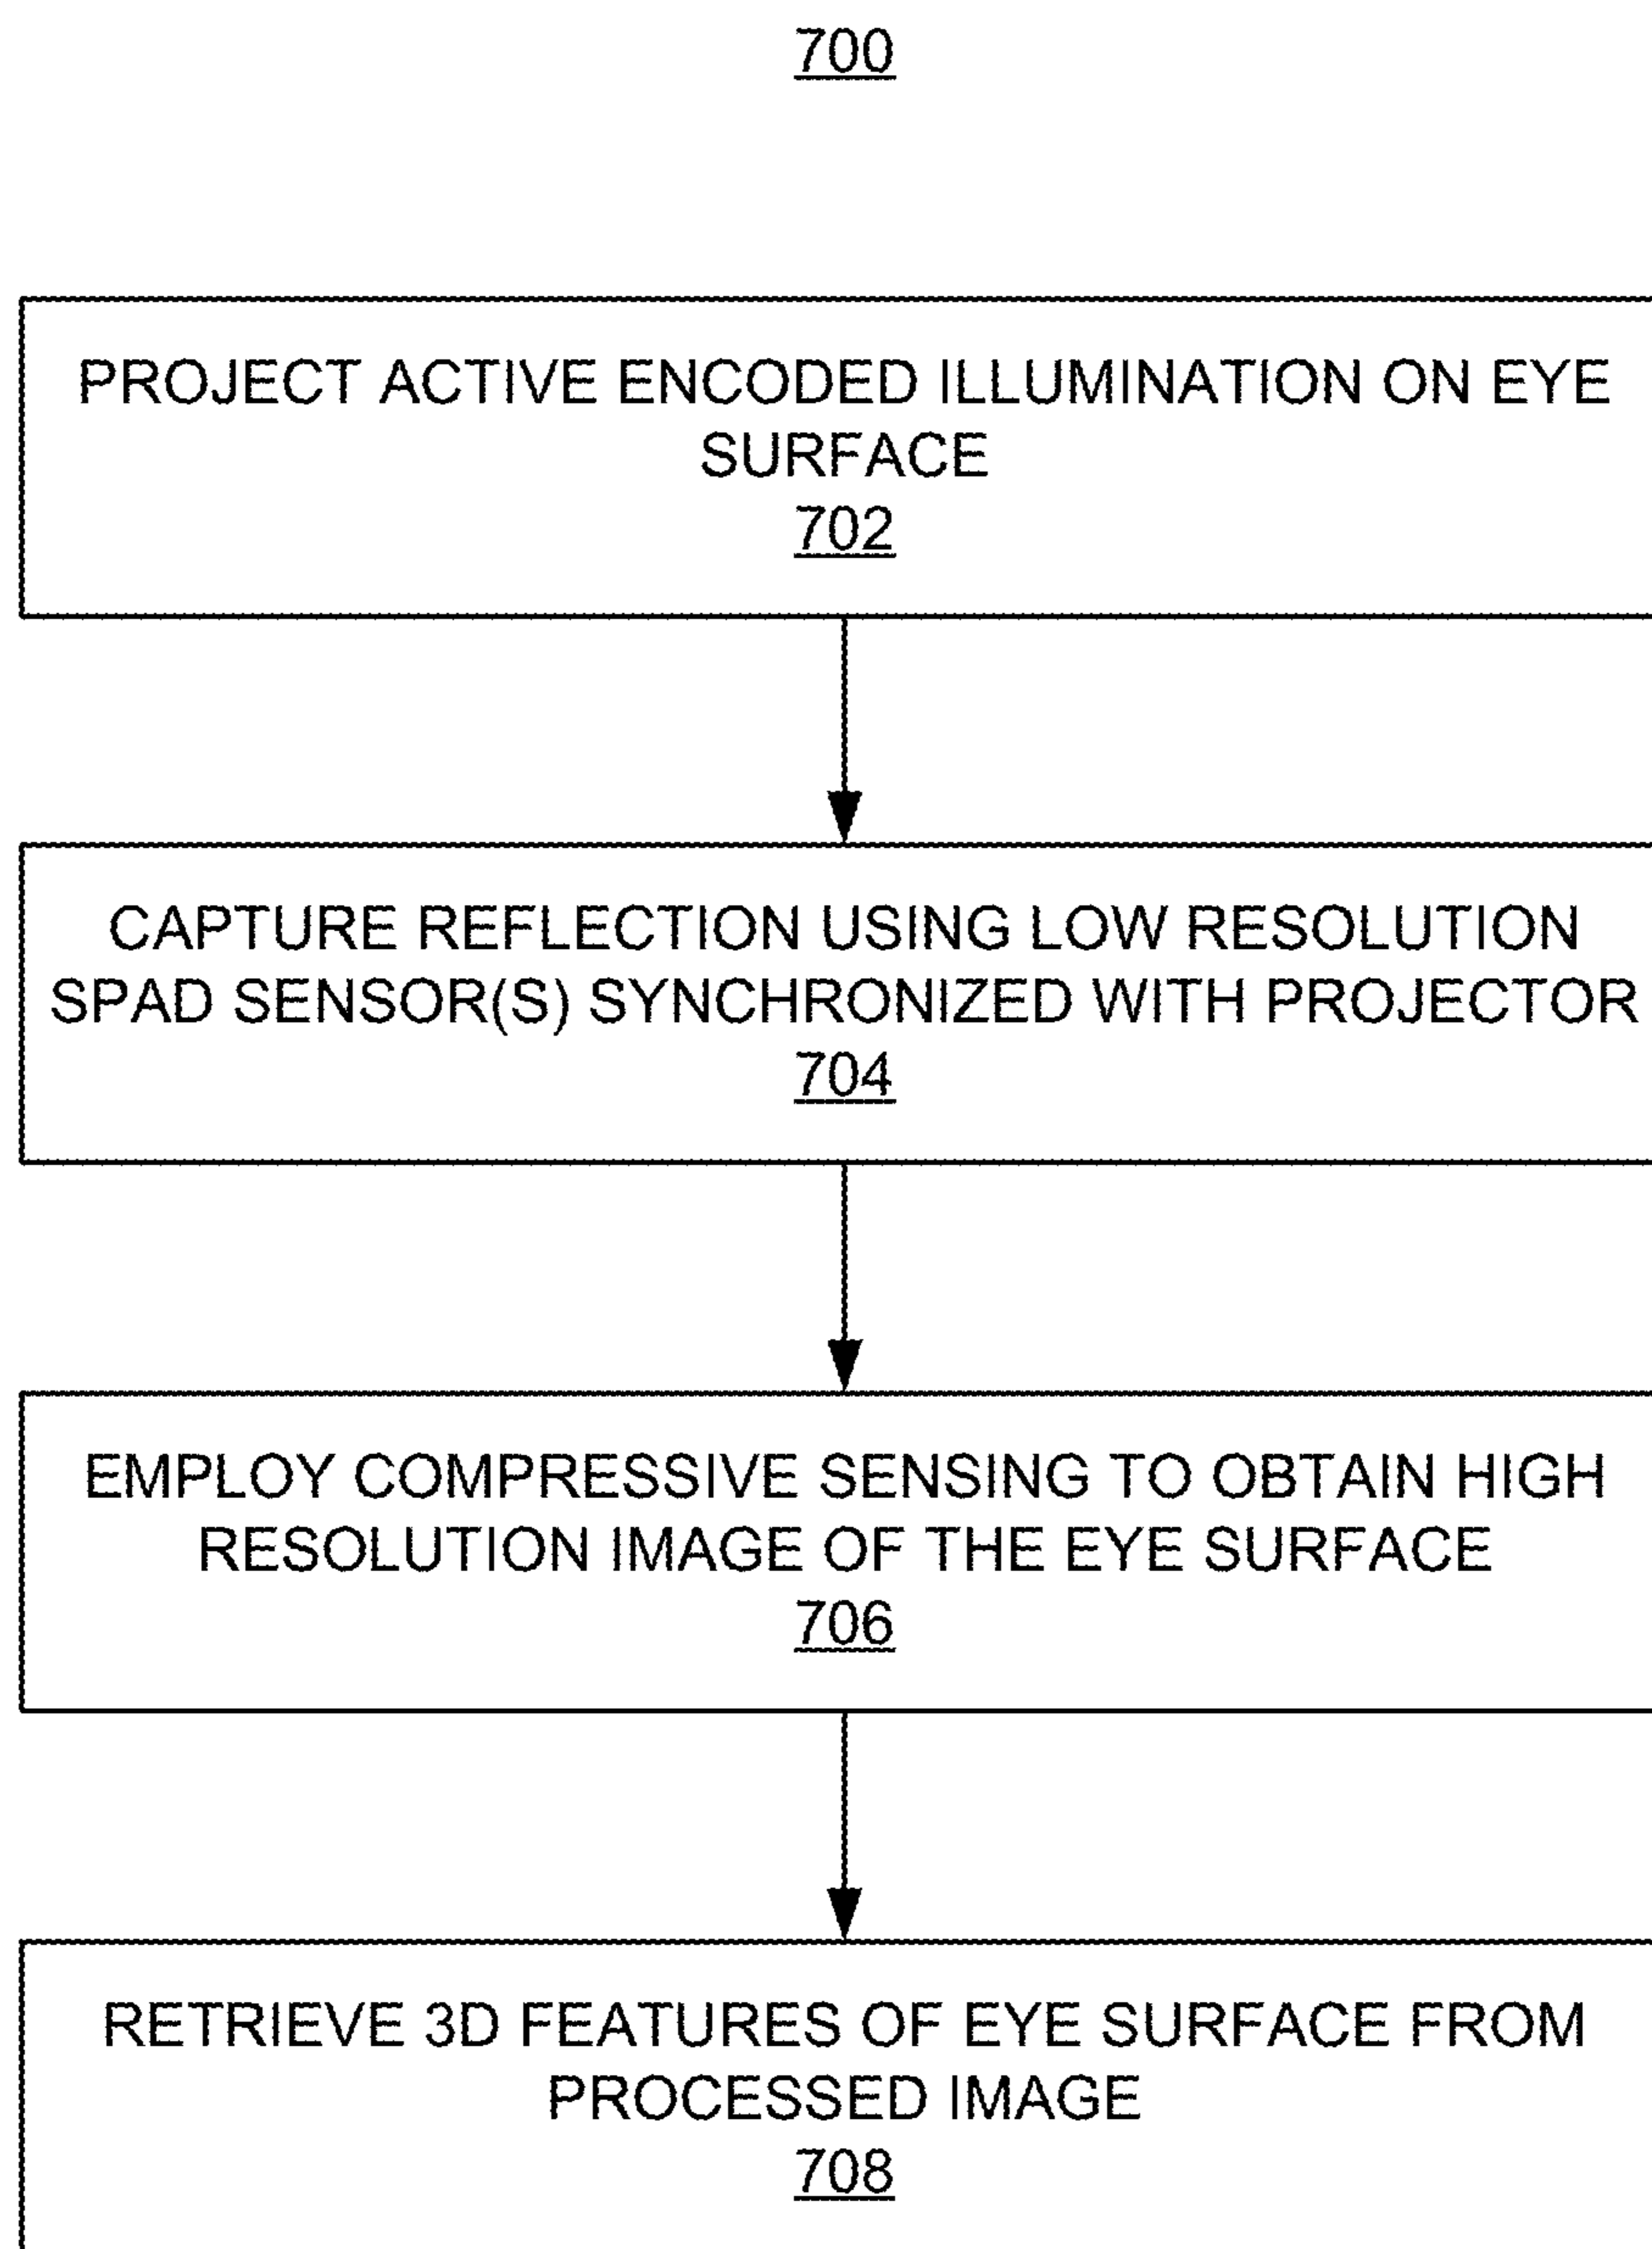 700
PROJECT ACTIVE ENCODED ILLUMINATION ON EYE
SURFACE
702
CAPTURE REFLECTION USING LOW RESOLUTION
SPAD SENSOR(S) SYNCHRONIZED WITH PROJECTOR
704
EMPLOY COMPRESSIVE SENSING TO OBTAIN HIGH
RESOLUTION IMAGE OF THE EYE SURFACE
706
RETRIEVE 3D FEATURES OF EYE SURFACE FROM
PROCESSED IMAGE
708